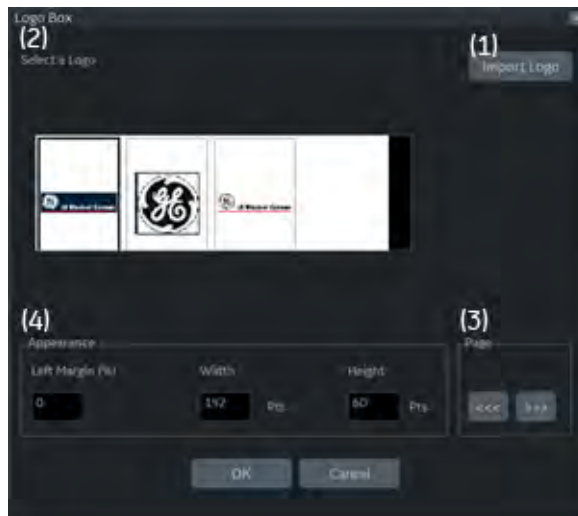 Logo Box
(2)
(1)
Select a Logo
Import Logo
(4)
(3)
Appearance
Page
Left Margin (%)
Width
Height
0
192
Pts
60
Pts
<<<
>>>
OK
Cancel